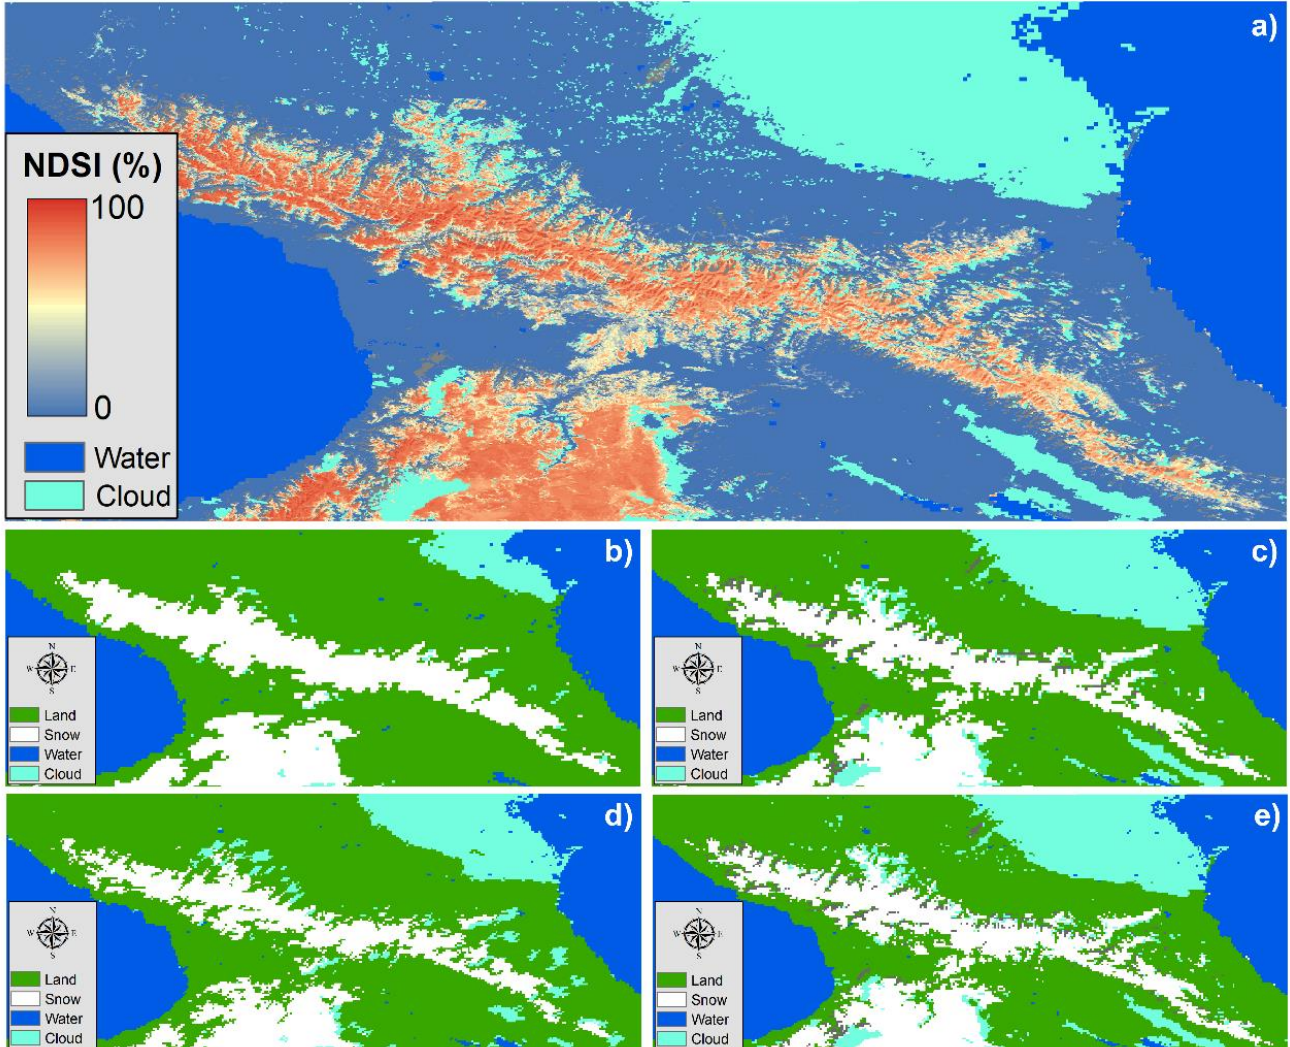 a)
NDSI (%)
100
0
Water
Cloud
b)
N
W E
S
Land
Snow
Water
Cloud
c)
N
W E
S
Land
Snow
Water
Cloud
d)
N
W E
S
Land
Snow
Water
Cloud
e)
N
W E
S
Land
Snow
Water
Cloud